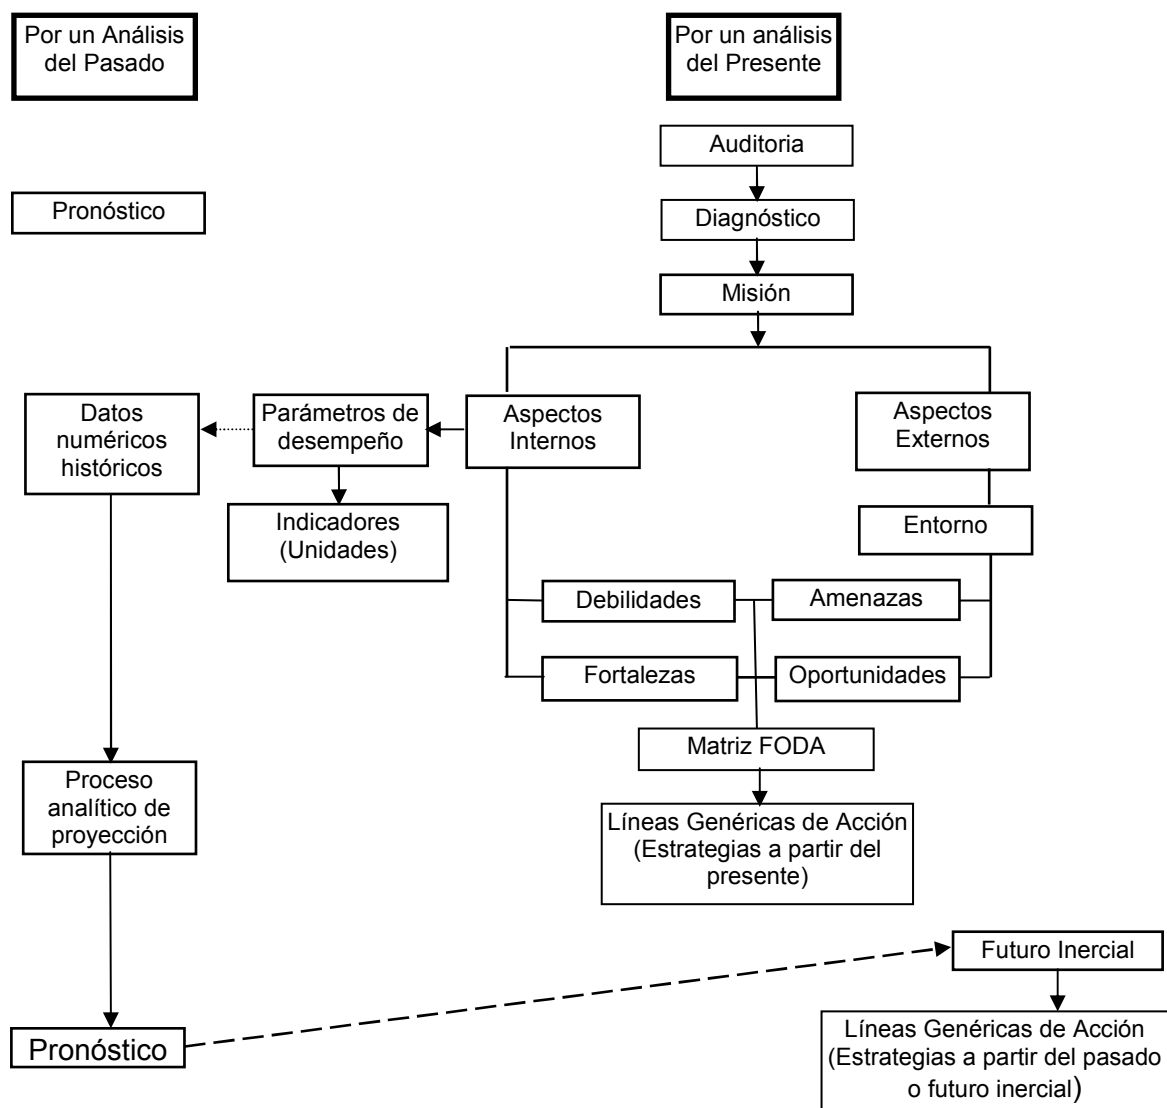 Por un Análisis
del Pasado
Por un análisis
del Presente
Auditoria
Pronóstico
Diagnóstico
Misión
Datos
numéricos
históricos
Parámetros de
desempeño
Aspectos
Internos
Aspectos
Externos
Indicadores
(Unidades)
Entorno
Debilidades
Amenazas
Fortalezas
Oportunidades
Matriz FODA
Proceso
analítico de
proyección
Líneas Genéricas de Acción
(Estrategias a partir del
presente)
Futuro Inercial
Pronóstico
Líneas Genéricas de Acción
(Estrategias a partir del pasado
o futuro inercial)